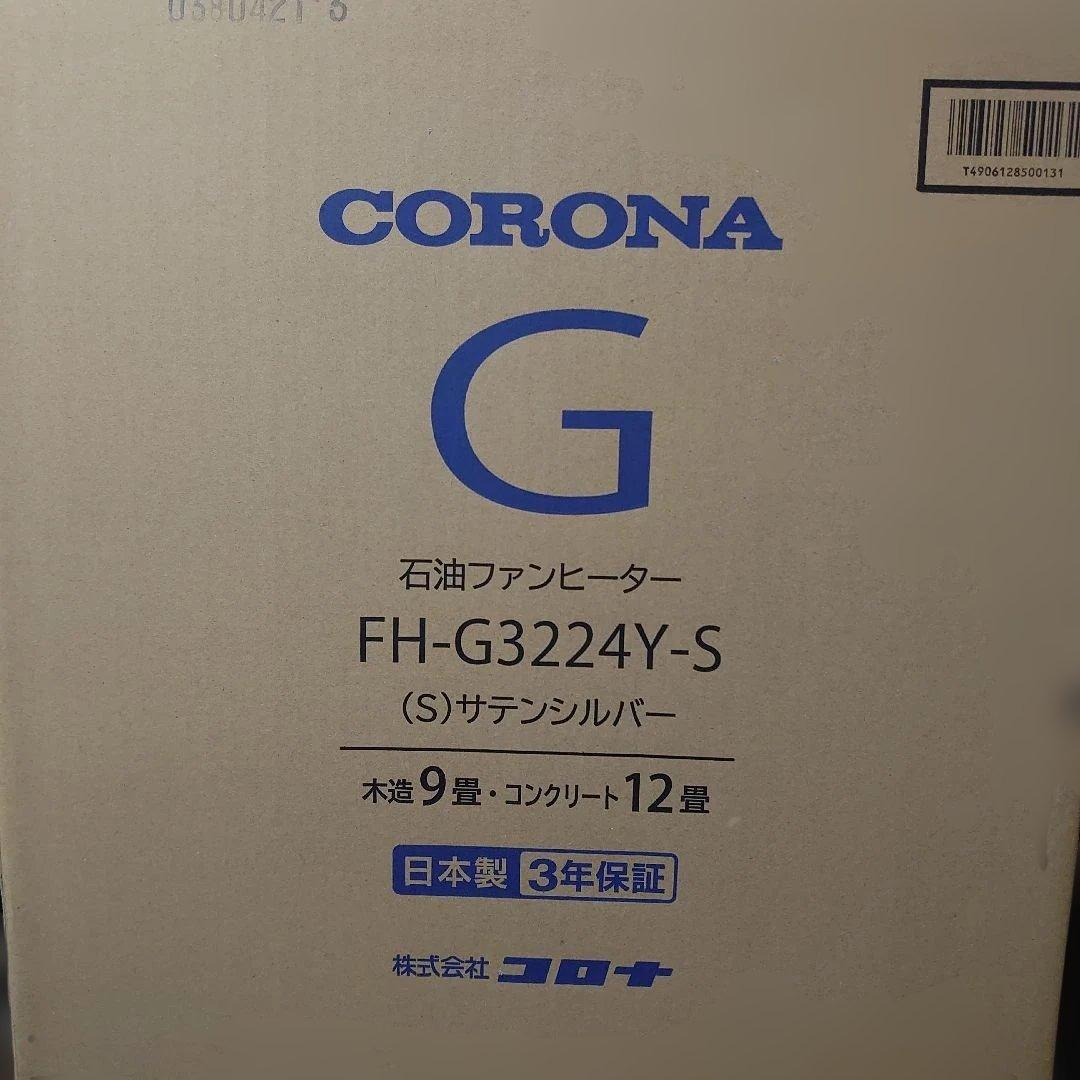 T4906128500131
CORONA
G
石油ファンヒーター
FH-G3224Y-S
(S)サテンシルバー
木造9畳・コンクリート12畳
日本製 3年保証
株式会社 コロナ